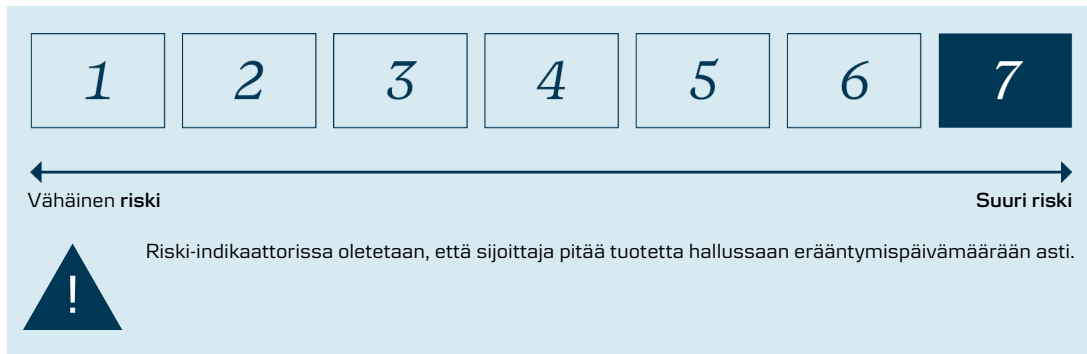 1 2 3 4 5 6 7
Vähäinen riski Suuri riski
Riski-indikaattorissa oletetaan, että sijoittaja pitää tuotetta hallussaan erääntymispäivämäärään asti.
!